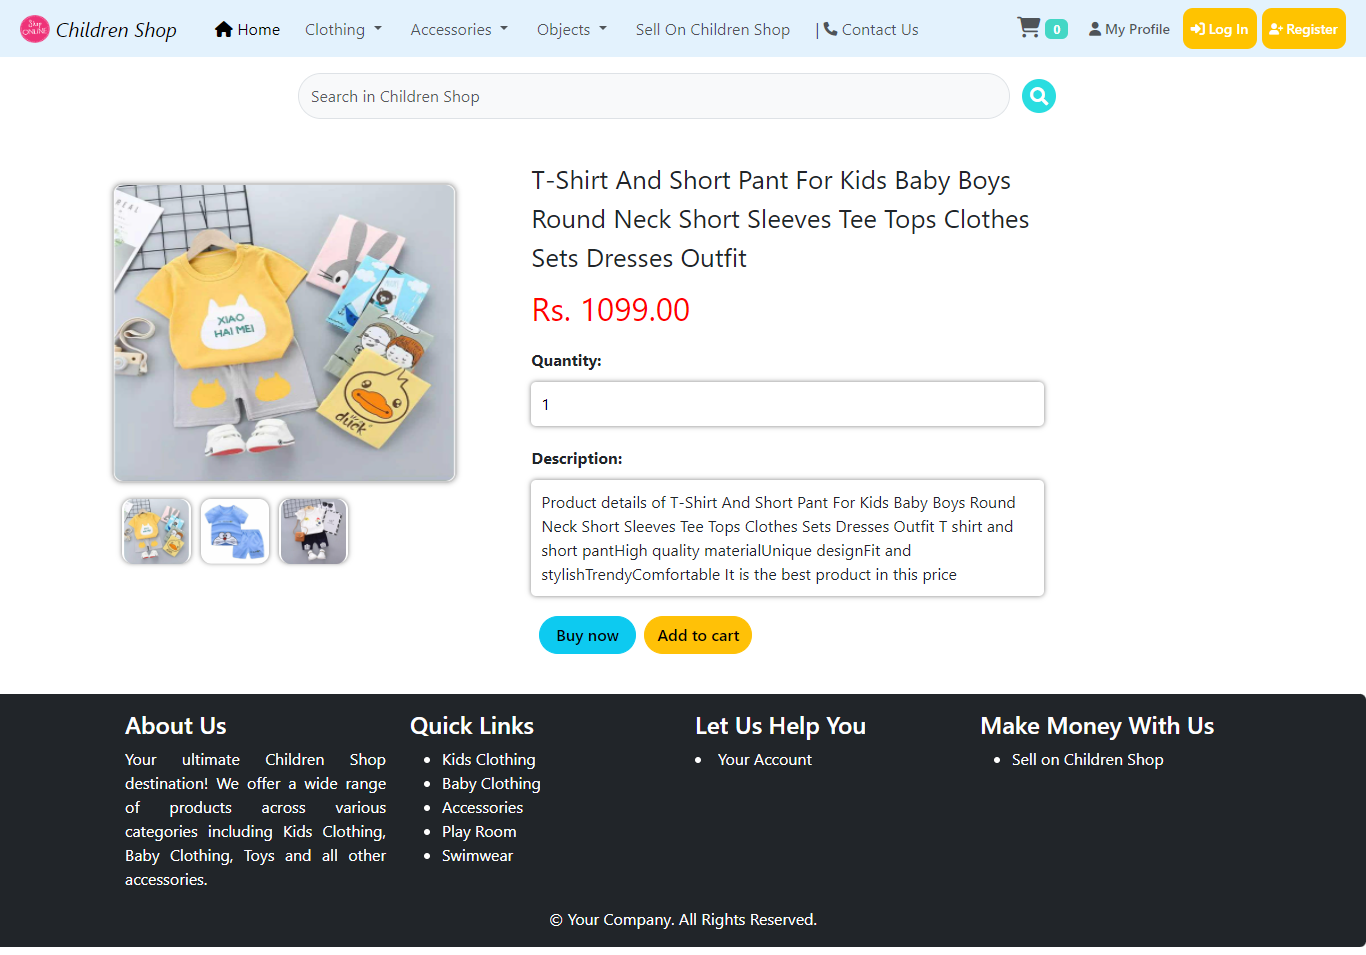 Shop
ONLINE
Children Shop
Home
Clothing
Accessories
Objects
Sell On Children Shop
| Contact Us
0
My Profile
Log In
Register
Search in Children Shop
T-Shirt And Short Pant For Kids Baby Boys
Round Neck Short Sleeves Tee Tops Clothes
Sets Dresses Outfit
Rs. 1099.00
XIAO
HAI MEI
duck
Quantity:
1
Description:
Product details of T-Shirt And Short Pant For Kids Baby Boys Round
Neck Short Sleeves Tee Tops Clothes Sets Dresses Outfit T shirt and
short pantHigh quality materialUnique designFit and
stylishTrendyComfortable It is the best product in this price
Buy now
Add to cart
About Us
Your ultimate Children Shop
destination! We offer a wide range
of products across various
categories including Kids Clothing,
Baby Clothing, Toys and all other
accessories.
Quick Links
Kids Clothing
Baby Clothing
Accessories
Play Room
Swimwear
Let Us Help You
Your Account
Make Money With Us
Sell on Children Shop
© Your Company. All Rights Reserved.